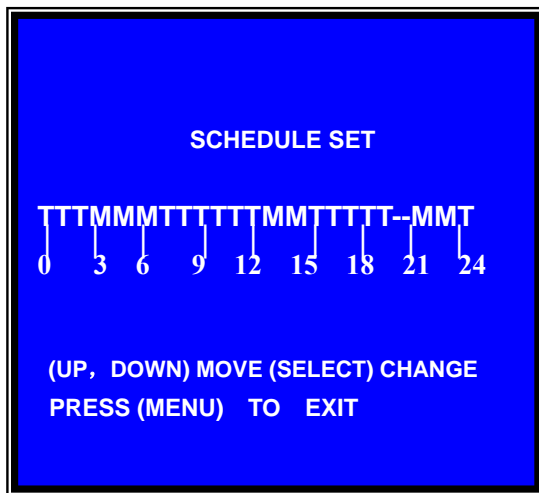 SCHEDULE SET
TTTMMMTTTTTTMMTTTTT--MMT
0 3 6 9 12 15 18 21 24
(UP，DOWN) MOVE (SELECT) CHANGE
PRESS (MENU) TO EXIT